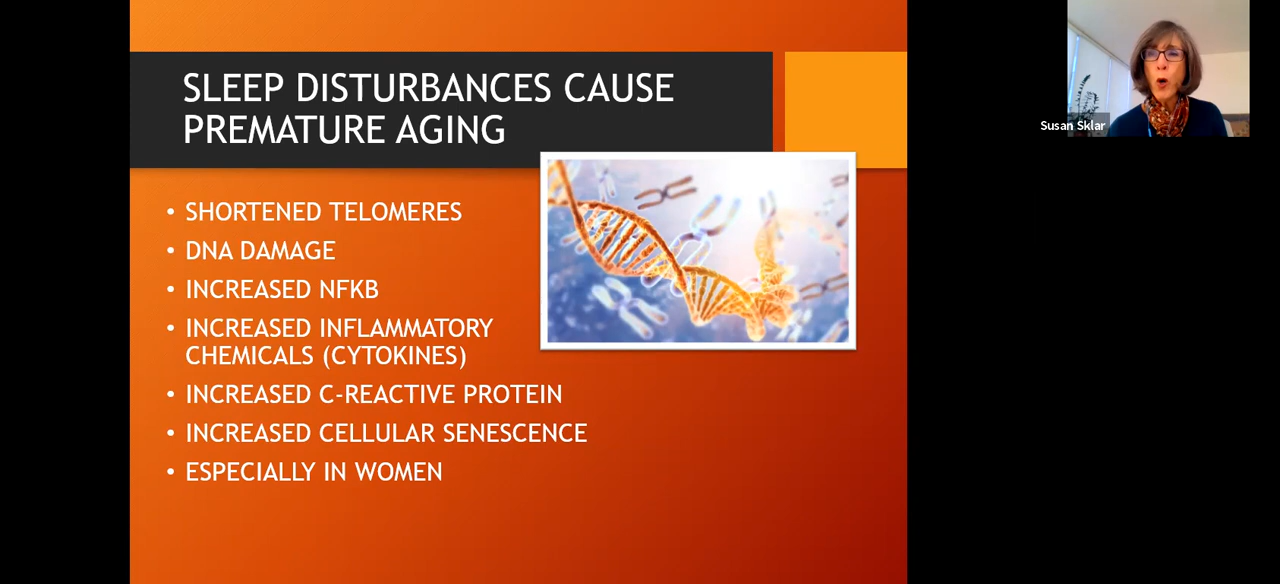 SLEEP DISTURBANCES CAUSE
PREMATURE AGING
• SHORTENED TELOMERES
• DNA DAMAGE
• INCREASED NFKB
• INCREASED INFLAMMATORY
CHEMICALS (CYTOKINES)
• INCREASED C-REACTIVE PROTEIN
• INCREASED CELLULAR SENESCENCE
• ESPECIALLY IN WOMEN
Susan Sklar